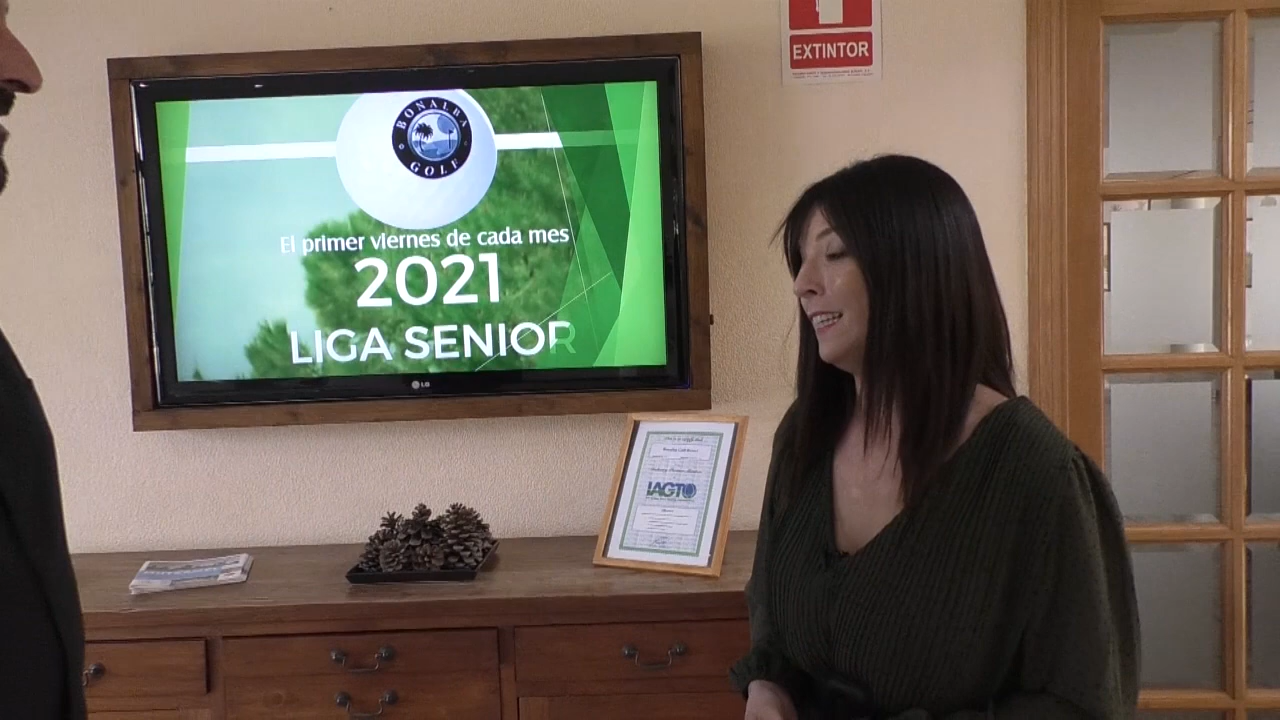 EXTINTOR
BONALBA
GOLF
El primer viernes de cada mes
2021
LIGA SENIOR
LG
IAGTO